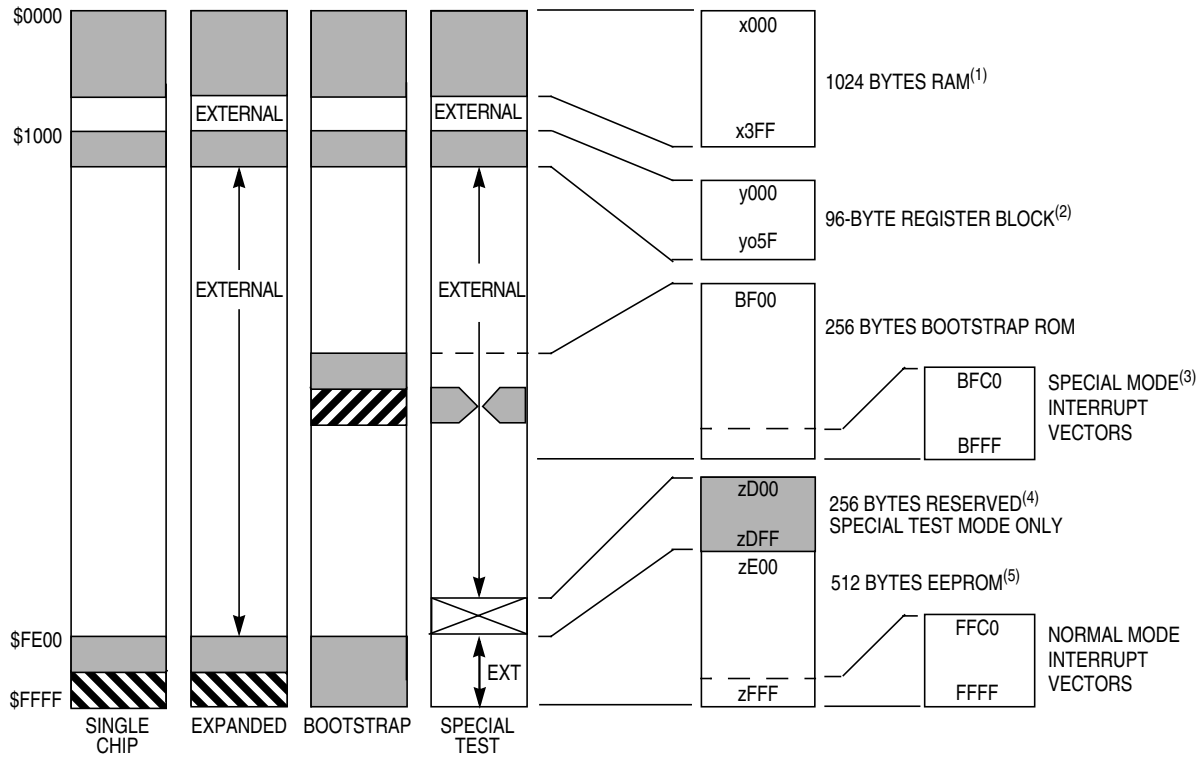 $0000
$1000
$FE00
$FFFF
EXTERNAL
EXTERNAL
EXTERNAL
EXTERNAL
EXT
SINGLE
CHIP
EXPANDED
BOOTSTRAP
SPECIAL
TEST
x000
x3FF
1024 BYTES RAM(1)
y000
yo5F
96-BYTE REGISTER BLOCK(2)
BF00
256 BYTES BOOTSTRAP ROM
BFC0
BFFF
SPECIAL MODE(3)
INTERRUPT
VECTORS
zD00
zDFF
256 BYTES RESERVED(4)
SPECIAL TEST MODE ONLY
zE00
zFFF
512 BYTES EEPROM(5)
FFC0
FFFF
NORMAL MODE
INTERRUPT
VECTORS